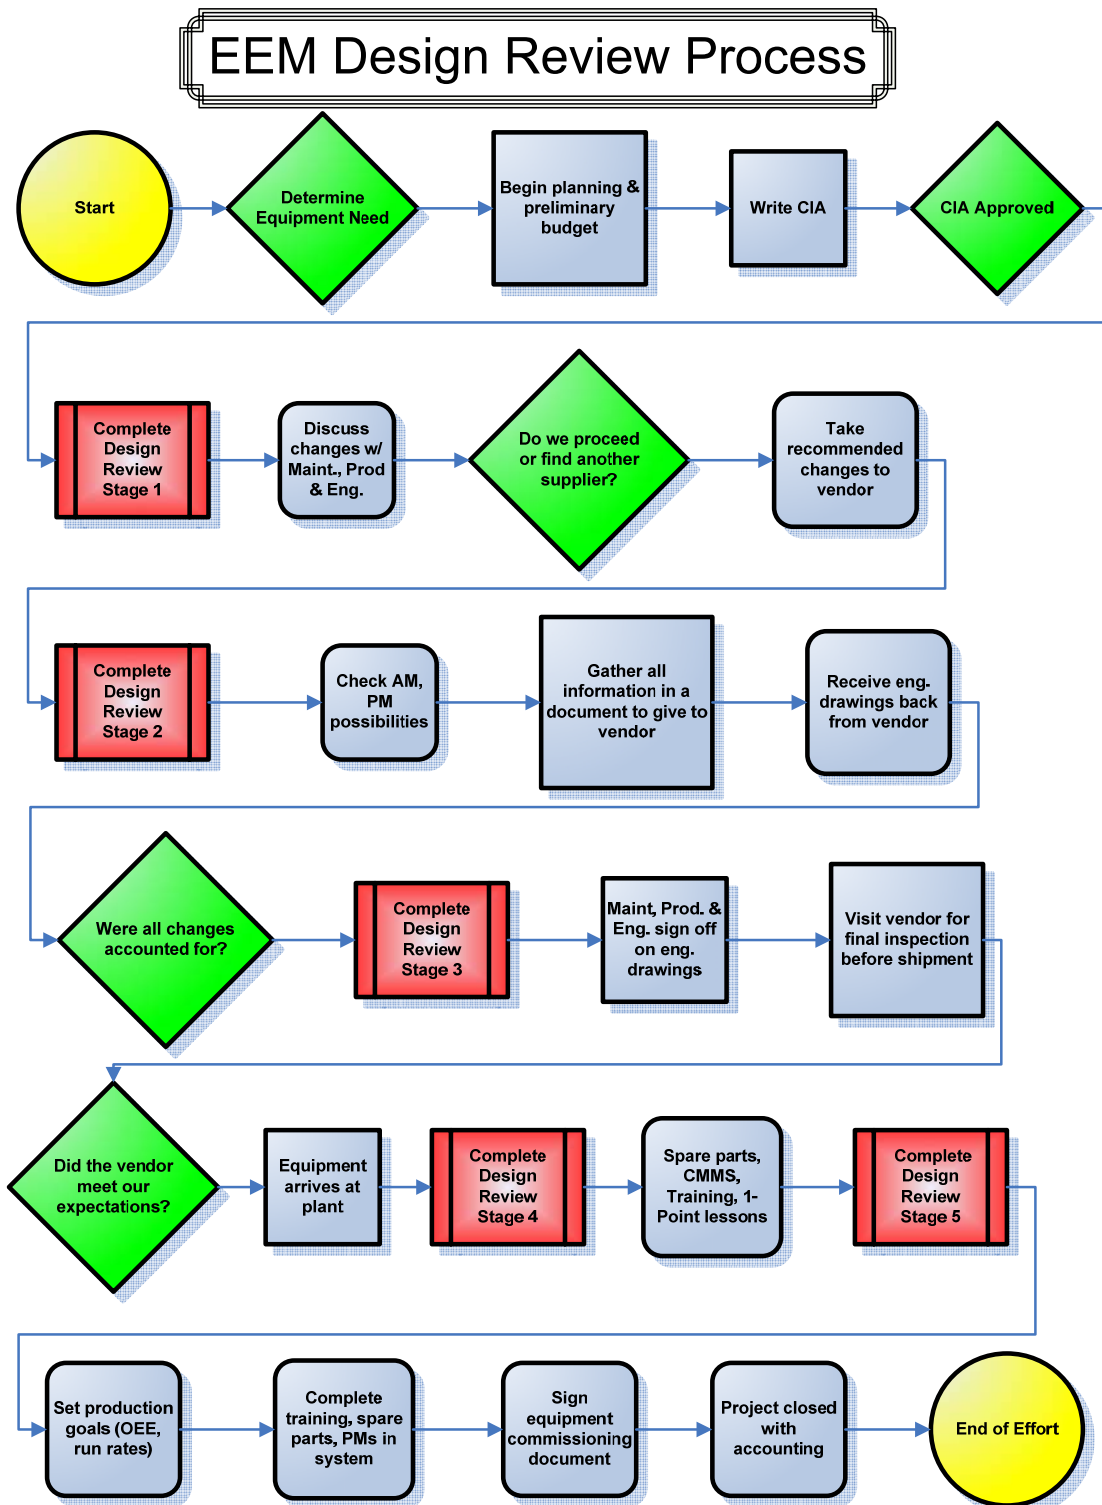 EEM Design Review Process
Start
Determine
Equipment Need
Begin planning &
preliminary
budget
Write CIA
CIA Approved
Complete
Design
Review
Stage 1
Discuss
changes w/
Maint., Prod
& Eng.
Do we proceed
or find another
supplier?
Take
recommended
changes to
vendor
Complete
Design
Review
Stage 2
Check AM,
PM
possibilities
Gather all
information in a
document to give to
vendor
Receive eng.
drawings back
from vendor
Were all changes
accounted for?
Complete
Design
Review
Stage 3
Maint, Prod. &
Eng. sign off
on eng.
drawings
Visit vendor for
final inspection
before shipment
Did the vendor
meet our
expectations?
Equipment
arrives at
plant
Complete
Design
Review
Stage 4
Spare parts,
CMMS,
Training, 1-
Point lessons
Complete
Design
Review
Stage 5
Set production
goals (OEE,
run rates)
Complete
training, spare
parts, PMs in
system
Sign
equipment
commissioning
document
Project closed
with
accounting
End of Effort